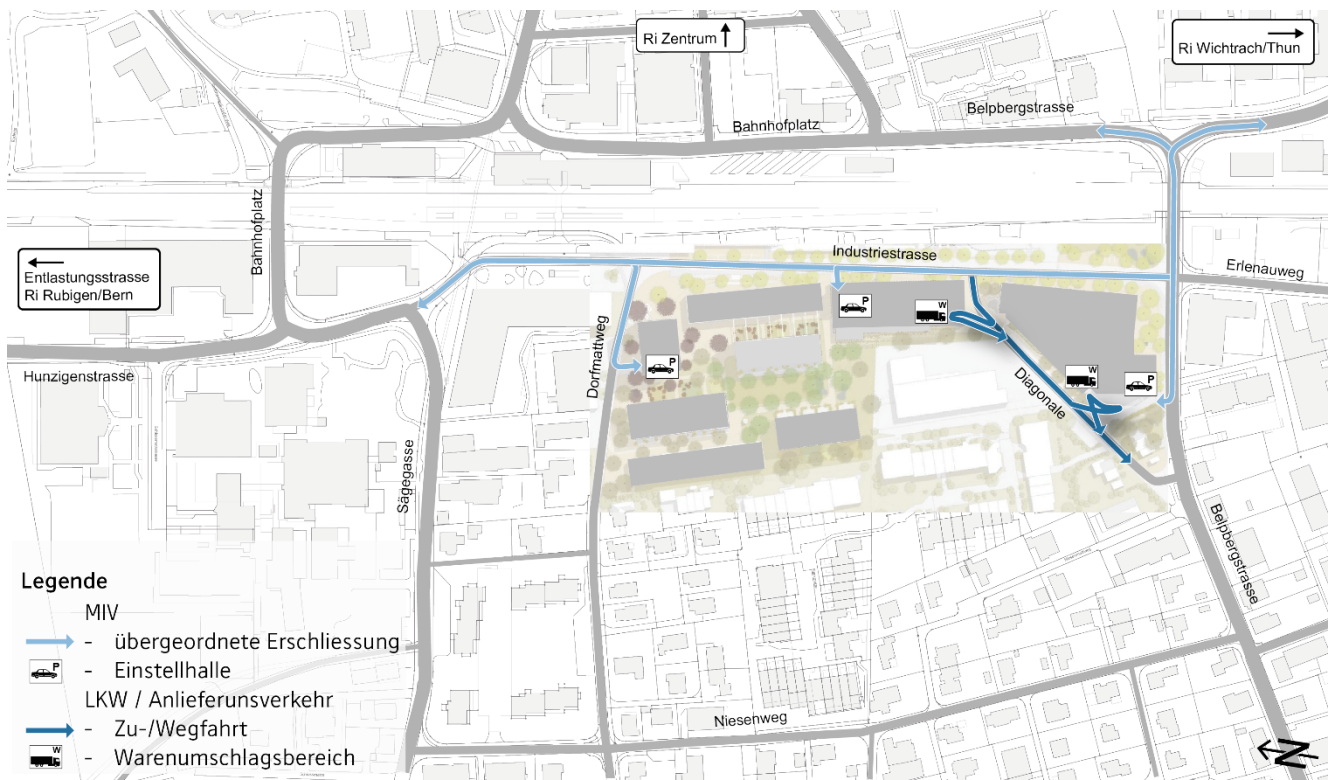 Ri Zentrum
Ri Wichtrach/Thun
Belpbergstrasse
Bahnhofplatz
Bahnhofplatz
Industriestrasse
Entlastungsstrasse
Ri Rubigen/Bern
Erlenauweg
P
W
P
W
P
Dorfmattweg
Diagonale
Hunzigenstrasse
Sägegasse
Belpbergstrasse
Niesenweg
Legende
MIV
- übergeordnete Erschliessung
P - Einstellhalle
LKW / Anlieferunsverkehr
- Zu-/Wegfahrt
W - Warenumschlagsbereich
N